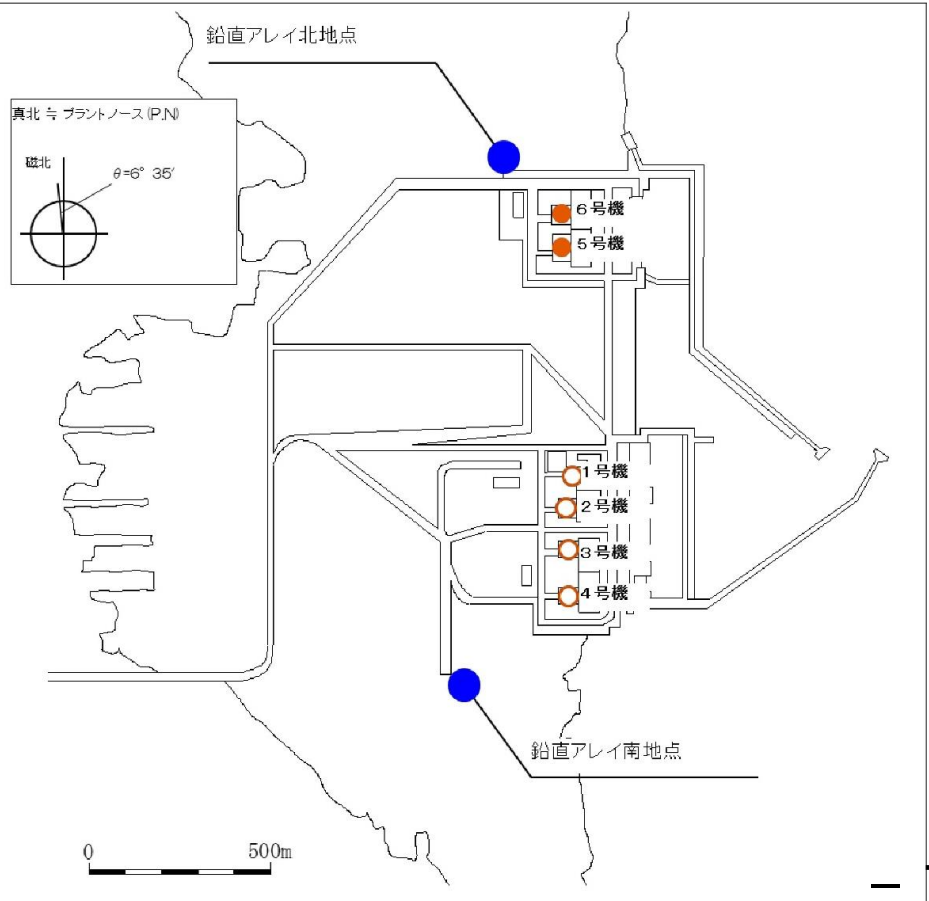 鉛直アレイ北地点
真北 ≒ プラントノース (P.N)
磁北
θ=6° 35′
6号機
5号機
1号機
2号機
3号機
4号機
鉛直アレイ南地点
0
500m